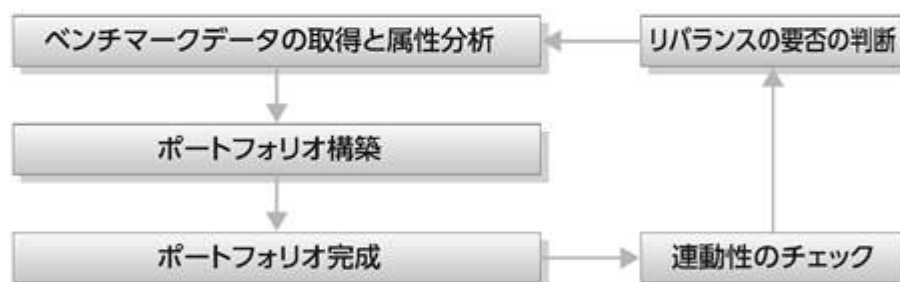 ベンチマークデータの取得と属性分析
リバランスの要否の判断
ポートフォリオ構築
ポートフォリオ完成
連動性のチェック